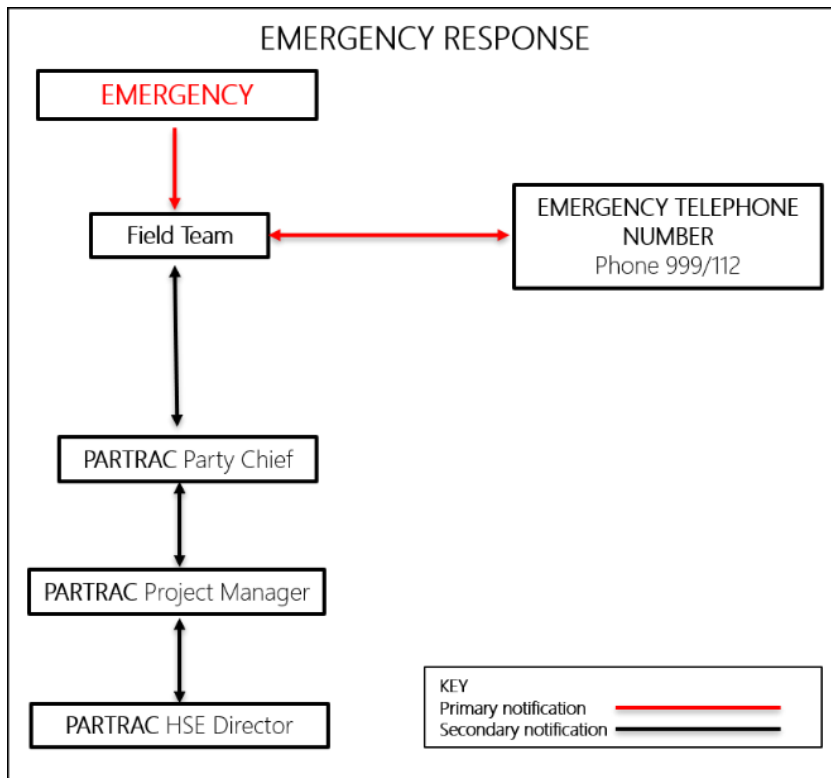 EMERGENCY RESPONSE
EMERGENCY
Field Team
EMERGENCY TELEPHONE
NUMBER
Phone 999/112
PARTRAC Party Chief
PARTRAC Project Manager
PARTRAC HSE Director
KEY
Primary notification
Secondary notification